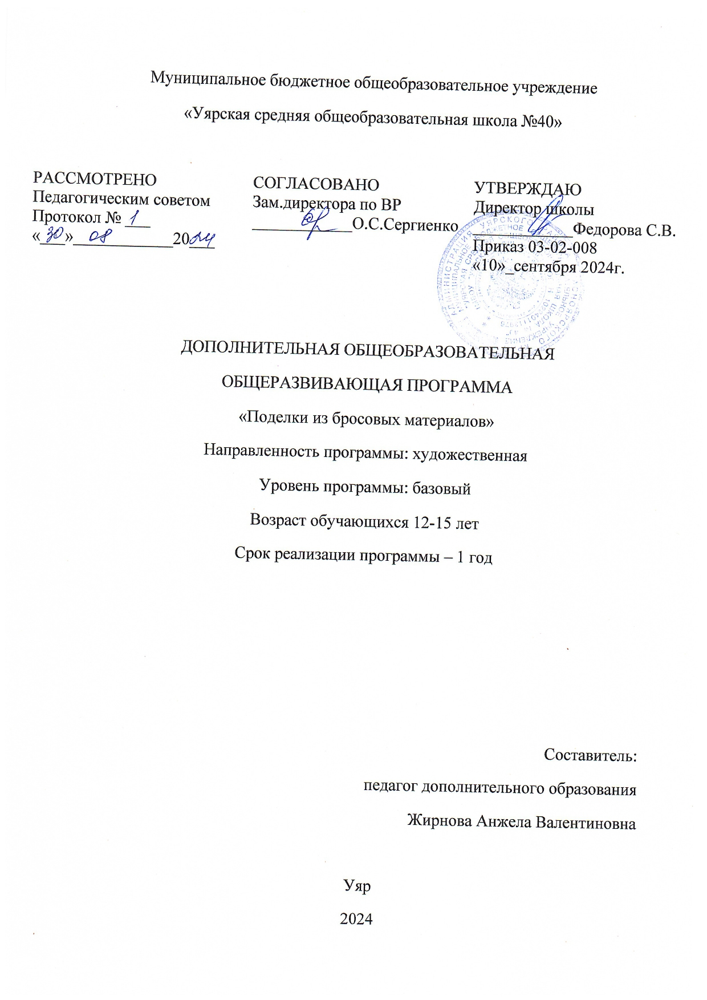 Муниципальное бюджетное общеобразовательное учреждение
«Уярская средняя общеобразовательная школа №40»
РАССМОТРЕНО
Педагогическим советом
Протокол № 1
«30» 08 2024
СОГЛАСОВАНО
Зам.директора по ВР
____________О.С.Сергиенко
УТВЕРЖДАЮ
Директор школы
____________Федорова С.В.
Приказ 03-02-008
«10»_сентября 2024г.
ДОПОЛНИТЕЛЬНАЯ ОБЩЕОБРАЗОВАТЕЛЬНАЯ
ОБЩЕРАЗВИВАЮЩАЯ ПРОГРАММА
«Поделки из бросовых материалов»
Направленность программы: художественная
Уровень программы: базовый
Возраст обучающихся 12-15 лет
Срок реализации программы – 1 год
Составитель:
педагог дополнительного образования
Жирнова Анжела Валентиновна
Уяр
2024